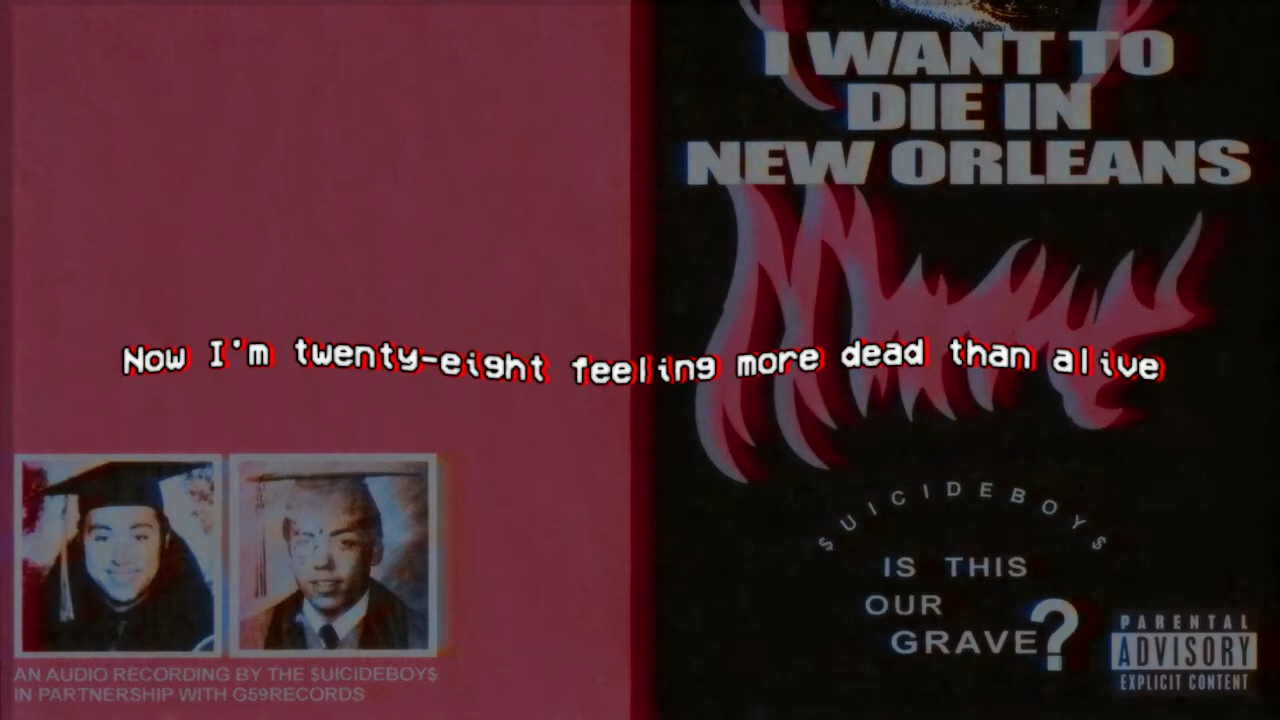 I WANT TO
DIE IN
NEW ORLEANS
Now I'm twenty-eight feeling more dead than alive
$UICIDEBOY$
IS THIS
OUR
GRAVE?
AN AUDIO RECORDING BY THE $UICIDEBOY$
IN PARTNERSHIP WITH G59RECORDS
PARENTAL
ADVISORY
EXPLICIT CONTENT